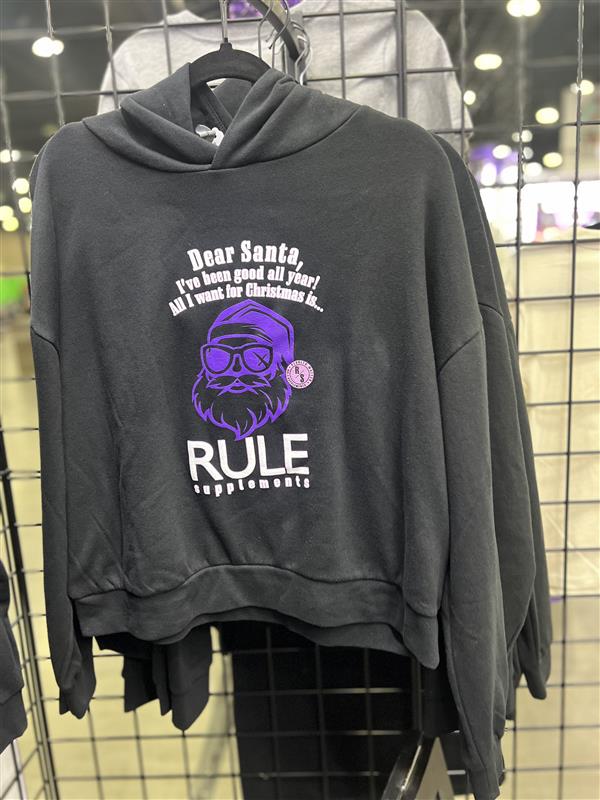 Dear Santa,
I've been good all year!
All I want for Christmas is...
R S
RULE
supplements